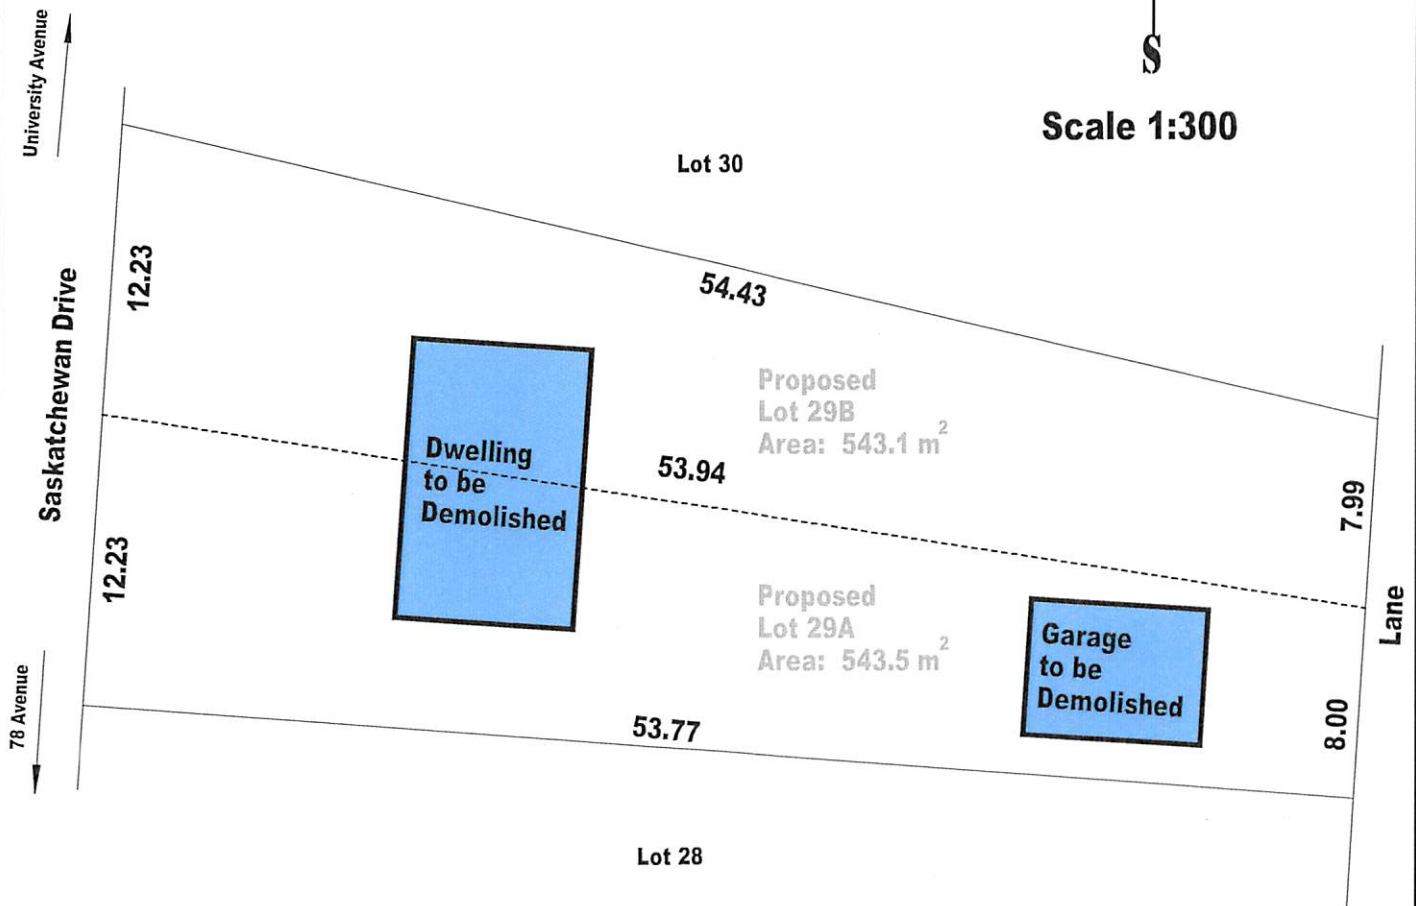 University Avenue
S
Scale 1:300
Lot 30
12.23
Saskatchewan Drive
54.43
Proposed
Lot 29B
Area: 543.1 m²
Dwelling
to be
Demolished
53.94
7.99
12.23
Proposed
Lot 29A
Area: 543.5 m²
Garage
to be
Demolished
Lane
78 Avenue
53.77
8.00
Lot 28